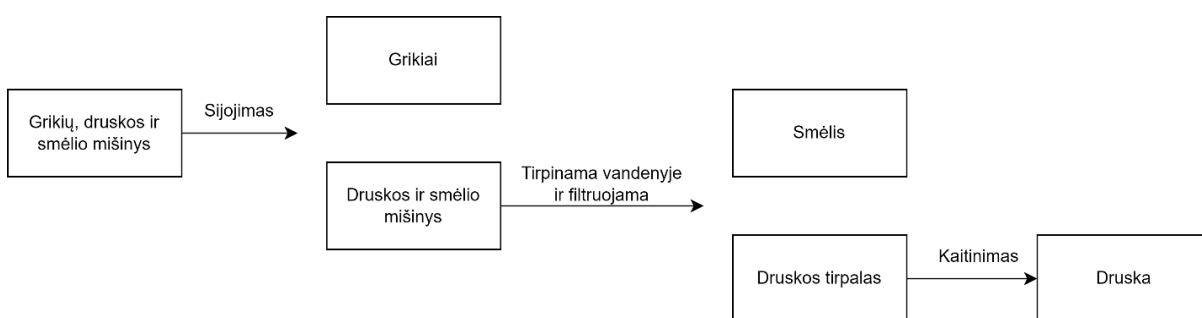 Grikiai
Grikių, druskos ir
smėlio mišinys
Sijojimas
Druskos ir smėlio
mišinys
Tirpinama vandenyje
ir filtruojama
Smėlis
Druskos tirpalas
Kaitinimas
Druska